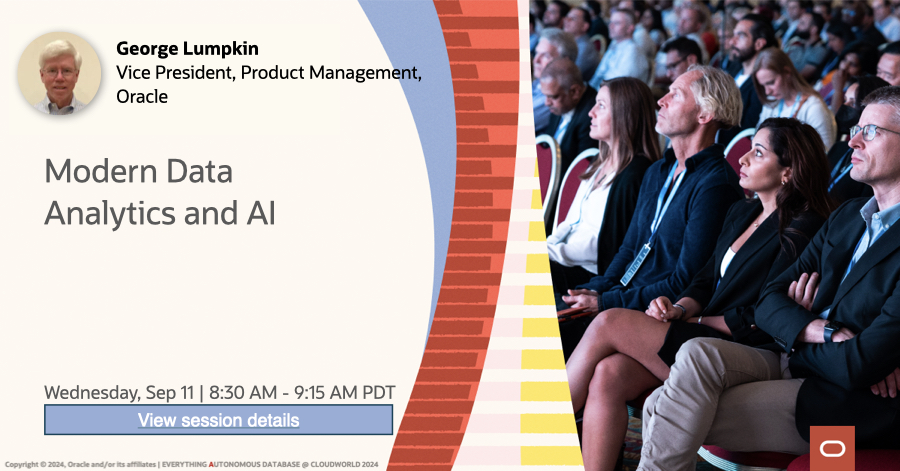 George Lumpkin
Vice President, Product Management,
Oracle
Modern Data
Analytics and AI
Wednesday, Sep 11 | 8:30 AM - 9:15 AM PDT
View session details
Copyright © 2024, Oracle and/or its affiliates | EVERYTHING AUTONOMOUS DATABASE @ CLOUDWORLD 2024